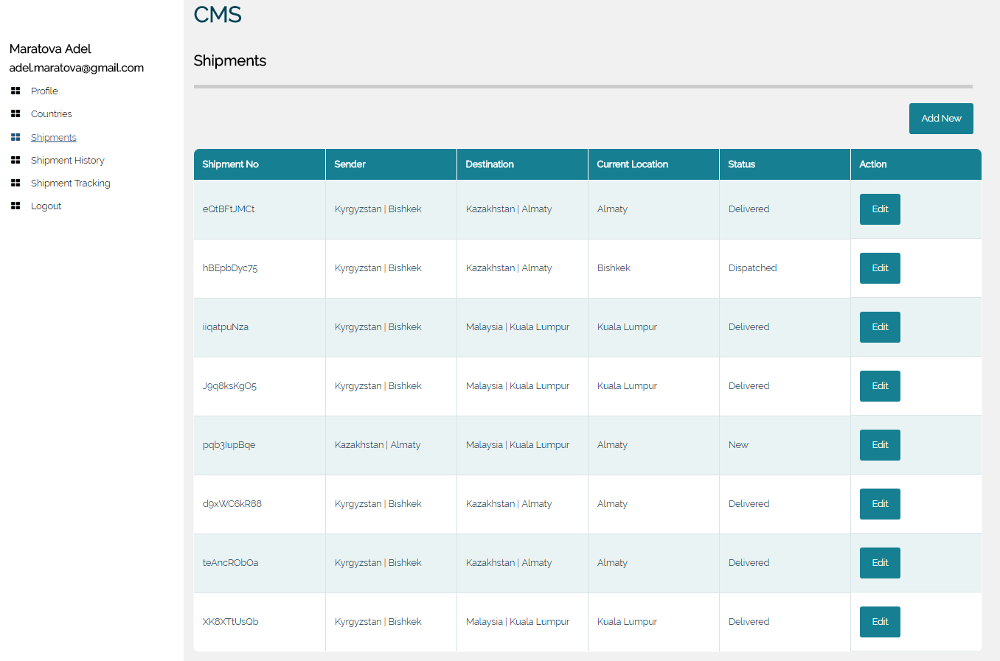 CMS
Maratova Adel
adel.maratova@gmail.com
Profile
Countries
Shipments
Shipment History
Shipment Tracking
Logout
Shipments
Add New
Shipment No Sender Destination Current Location Status Action
eQtBFtJMCt Kyrgyzstan | Bishkek Kazakhstan | Almaty Almaty Delivered Edit
hBEpbDyc75 Kyrgyzstan | Bishkek Kazakhstan | Almaty Bishkek Dispatched Edit
iiqatpuNza Kyrgyzstan | Bishkek Malaysia | Kuala Lumpur Kuala Lumpur Delivered Edit
J9q8ksKgO5 Kyrgyzstan | Bishkek Malaysia | Kuala Lumpur Kuala Lumpur Delivered Edit
pqb3IupBqe Kazakhstan | Almaty Malaysia | Kuala Lumpur Almaty New Edit
d9xWC6kR88 Kyrgyzstan | Bishkek Kazakhstan | Almaty Almaty Delivered Edit
teAncRObOa Kyrgyzstan | Bishkek Kazakhstan | Almaty Almaty Delivered Edit
XK8XTtUsQb Kyrgyzstan | Bishkek Malaysia | Kuala Lumpur Kuala Lumpur Delivered Edit